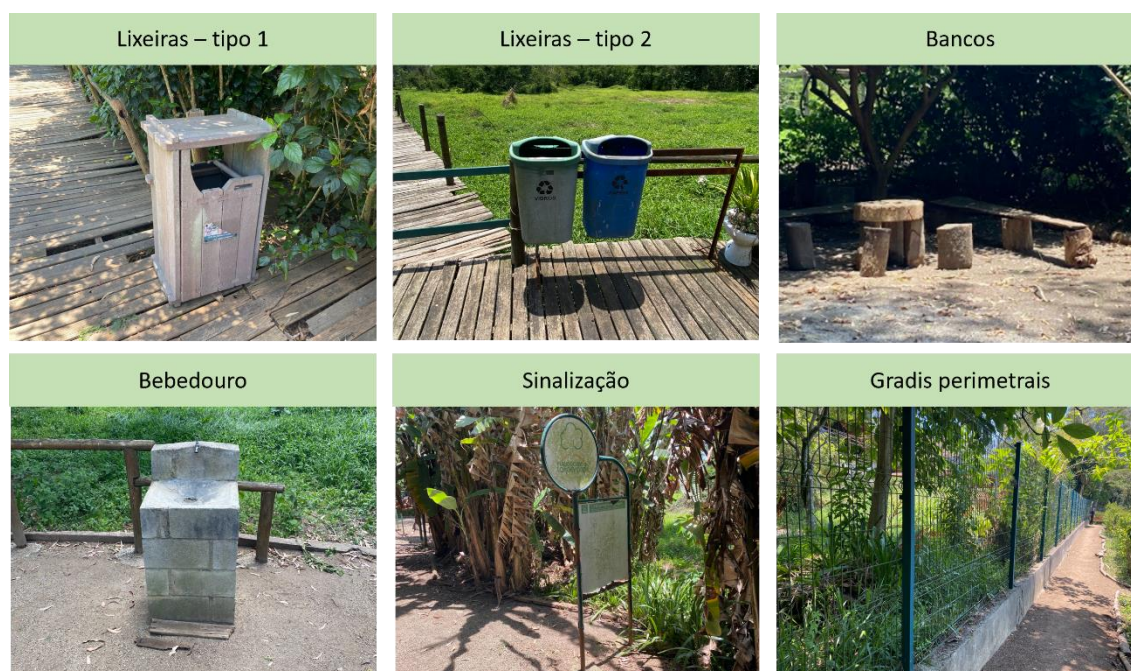 Lixeiras – tipo 1
Lixeiras – tipo 2
Bancos
Bebedouro
Sinalização
Gradis perimetrais